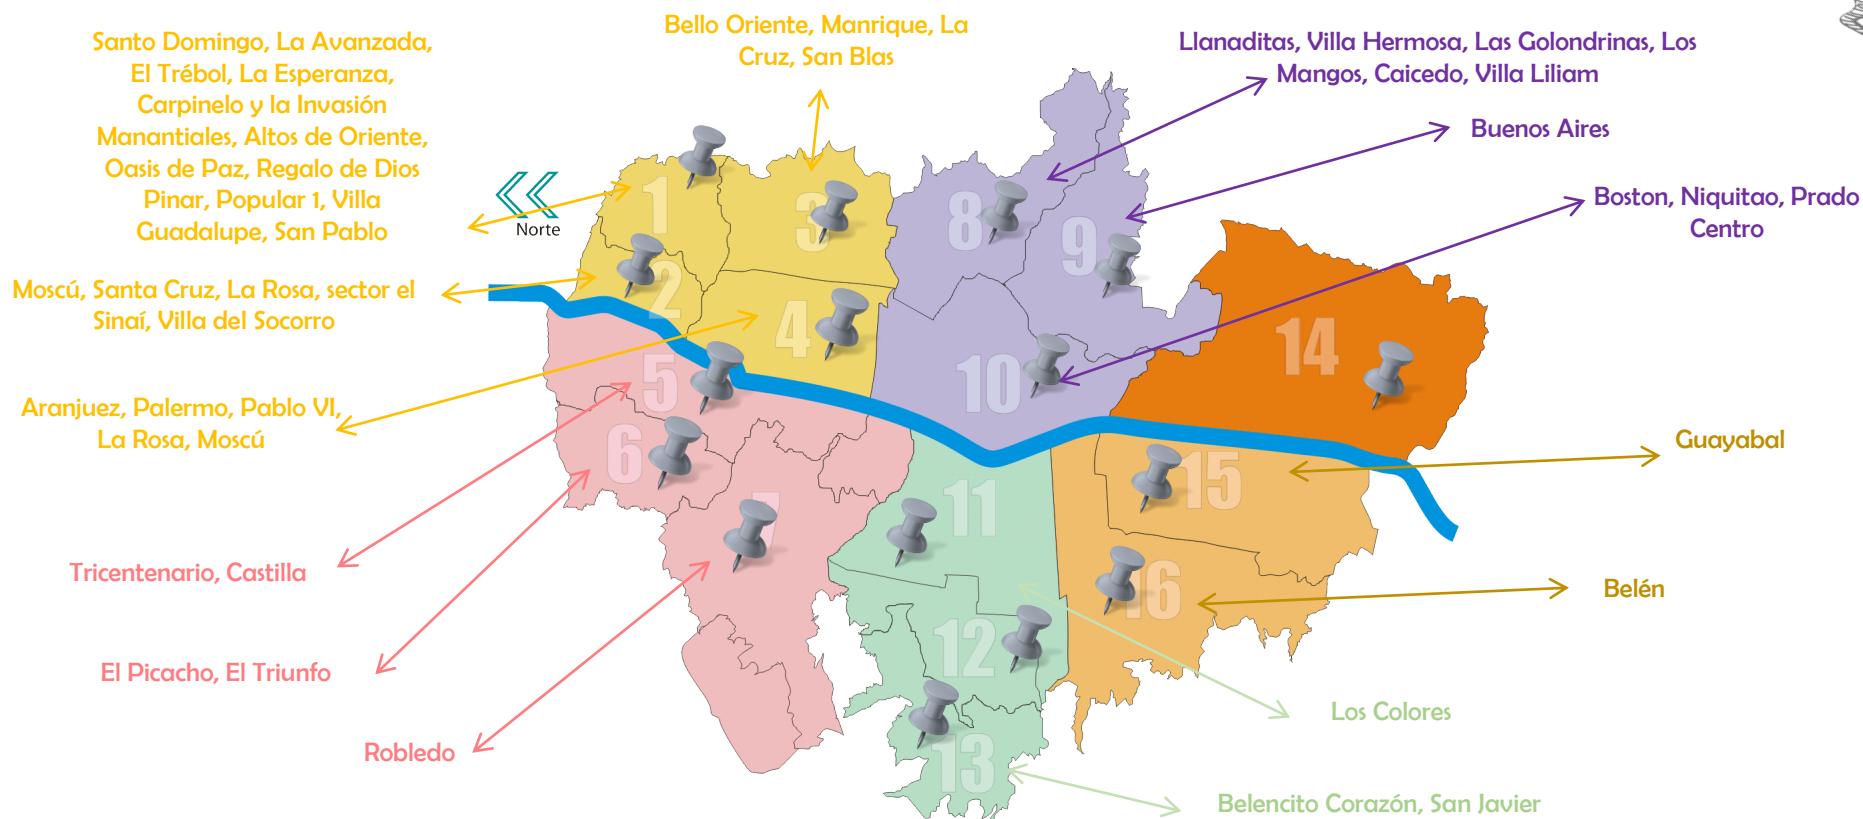 Santo Domingo, La Avanzada,
El Trébol, La Esperanza,
Carpinelo y la Invasión
Manantiales, Altos de Oriente,
Oasis de Paz, Regalo de Dios
Pinar, Popular 1, Villa
Guadalupe, San Pablo
Bello Oriente, Manrique, La
Cruz, San Blas
Llanaditas, Villa Hermosa, Las Golondrinas, Los
Mangos, Caicedo, Villa Liliam
Buenos Aires
Boston, Niquitao, Prado
Centro
Norte
Moscú, Santa Cruz, La Rosa, sector el
Sinaí, Villa del Socorro
Aranjuez, Palermo, Pablo VI,
La Rosa, Moscú
Guayabal
Tricentenario, Castilla
Belén
El Picacho, El Triunfo
Los Colores
Robledo
Belencito Corazón, San Javier
1
2
3
4
5
6
7
8
9
10
11
12
13
14
15
16